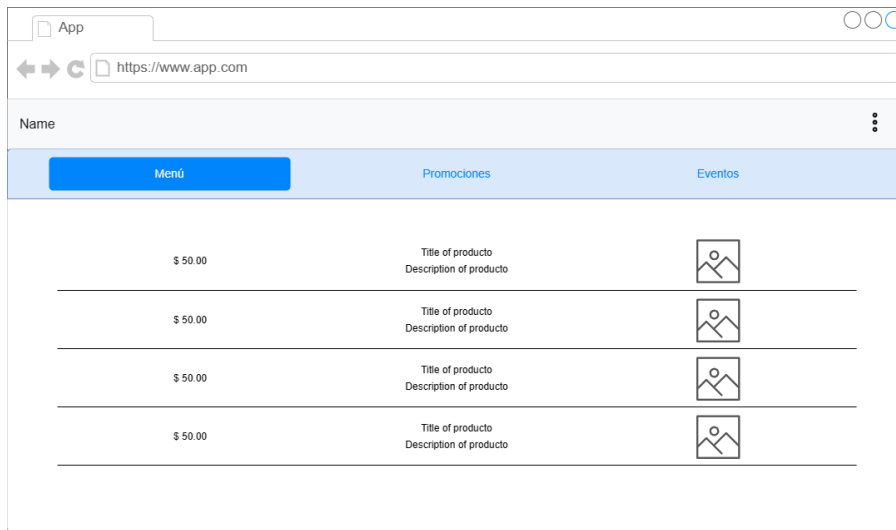 App
https://www.app.com
Name
Menú Promociones Eventos
Title of producto
$ 50.00
Description of producto
Title of producto
$ 50.00
Description of producto
Title of producto
$ 50.00
Description of producto
Title of producto
$ 50.00
Description of producto